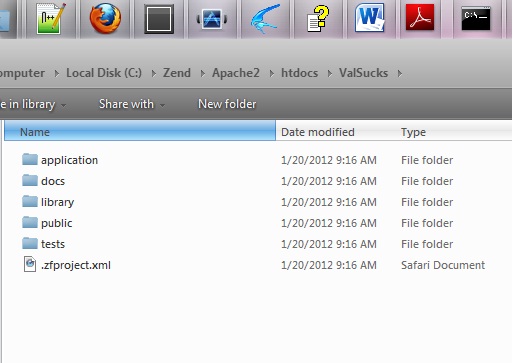 n++
W
C:\
omputer ▸ Local Disk (C:) ▸ Zend ▸ Apache2 ▸ htdocs ▸ ValSucks ▸
e in library Share with New folder
Name Date modified Type
application 1/20/2012 9:16 AM File folder
docs 1/20/2012 9:16 AM File folder
library 1/20/2012 9:16 AM File folder
public 1/20/2012 9:16 AM File folder
tests 1/20/2012 9:16 AM File folder
.zfproject.xml 1/20/2012 9:16 AM Safari Document